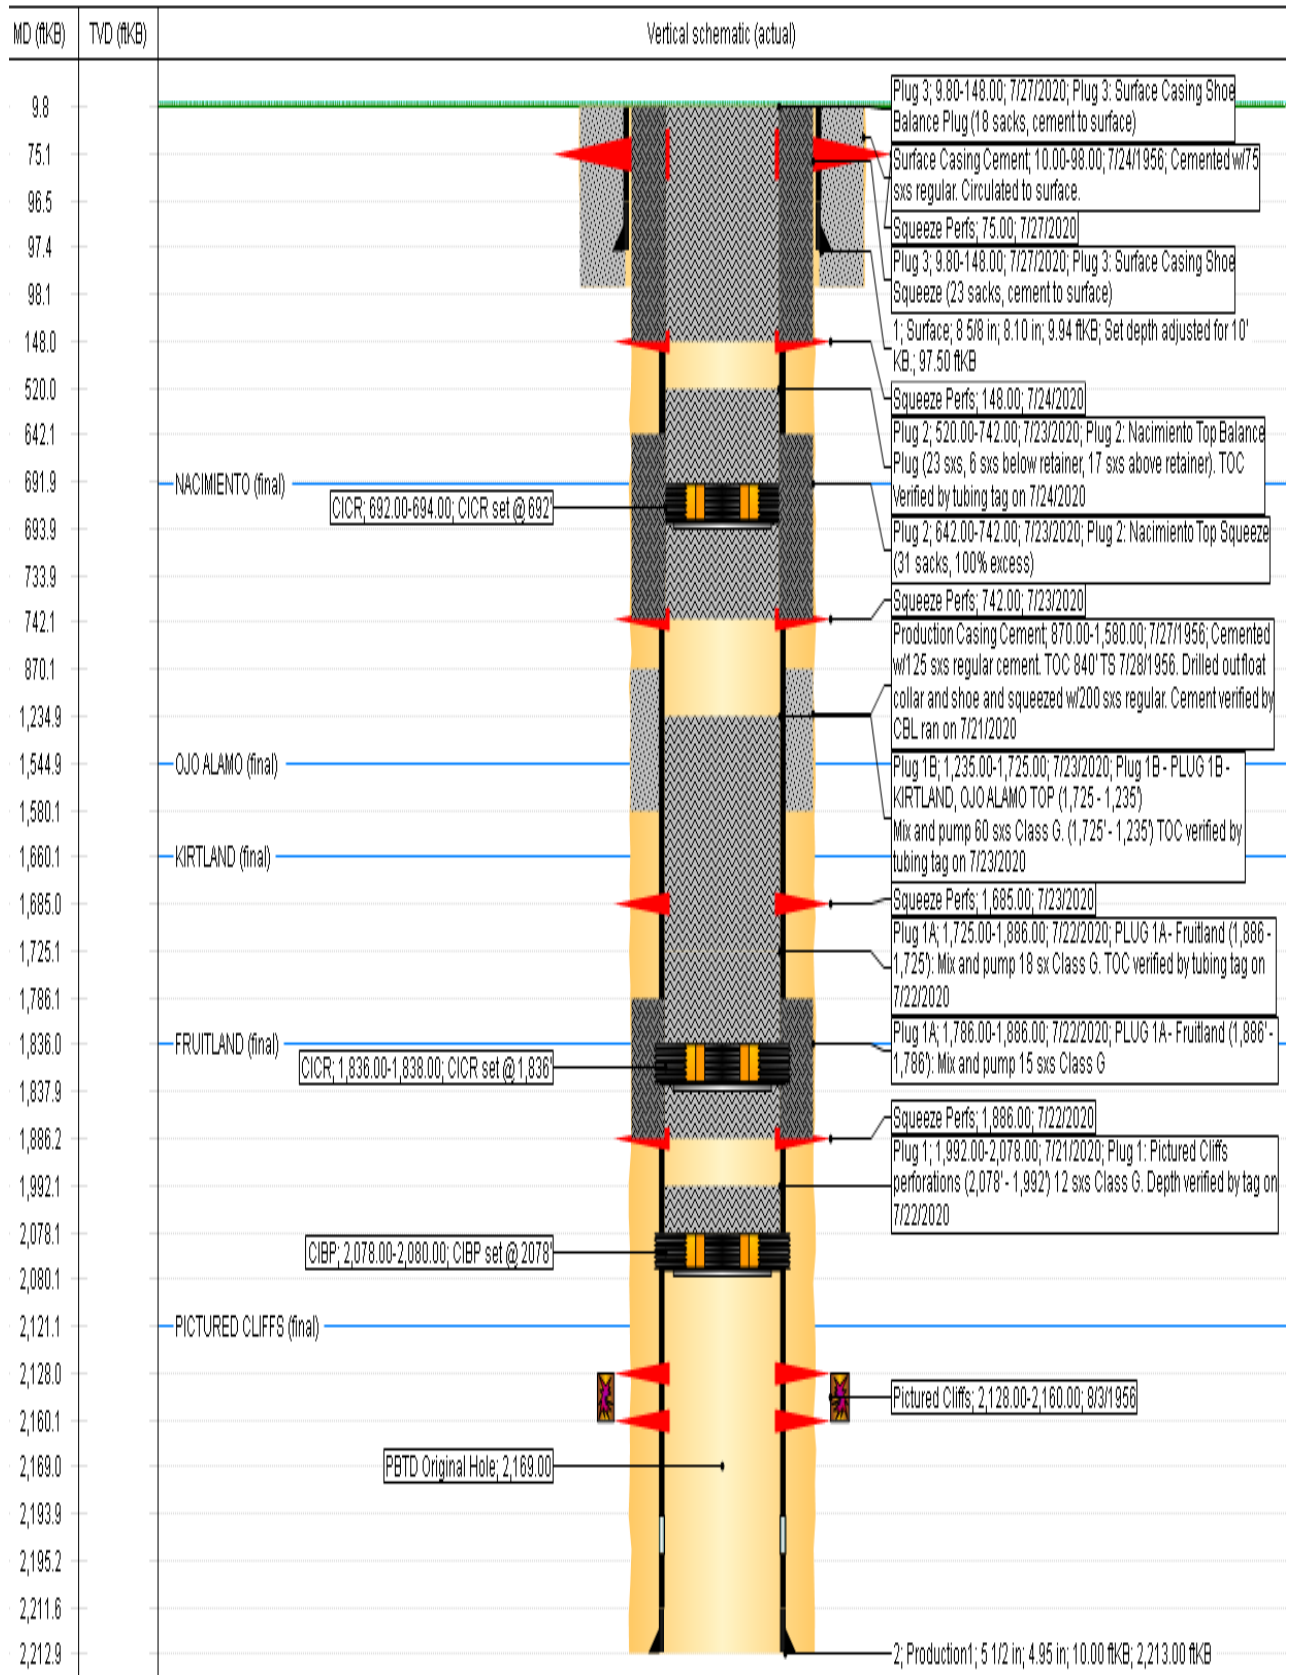 MD (ftKB) TVD (ftKB) Vertical schematic (actual)
9.8
75.1
96.5
97.4
98.1
148.0
520.0
642.1
691.9
693.9
733.9
742.1
870.1
1,234.9
1,544.9
1,580.1
1,660.1
1,685.0
1,725.1
1,786.1
1,836.0
1,837.9
1,886.2
1,992.1
2,078.1
2,080.1
2,121.1
2,128.0
2,160.1
2,169.0
2,193.9
2,195.2
2,211.6
2,212.9
NACIMIENTO (final)
CICR; 692.00-694.00; CICR set @ 692'
OJO ALAMO (final)
KIRTLAND (final)
FRUITLAND (final)
CICR; 1,836.00-1,838.00; CICR set @ 1,836'
CIBP; 2,078.00-2,080.00; CIBP set @ 2078'
PICTURED CLIFFS (final)
PBTD Original Hole; 2,169.00
Plug 3; 9.80-148.00; 7/27/2020; Plug 3: Surface Casing Shoe
Balance Plug (18 sacks, cement to surface)
Surface Casing Cement; 10.00-98.00; 7/24/1956; Cemented w/75
sxs regular. Circulated to surface.
Squeeze Perfs; 75.00; 7/27/2020
Plug 3; 9.80-148.00; 7/27/2020; Plug 3: Surface Casing Shoe
Squeeze (23 sacks, cement to surface)
1; Surface; 8 5/8 in; 8.10 in; 9.94 ftKB; Set depth adjusted for 10'
KB.; 97.50 ftKB
Squeeze Perfs; 148.00; 7/24/2020
Plug 2; 520.00-742.00; 7/23/2020; Plug 2: Nacimiento Top Balance
Plug (23 sxs, 6 sxs below retainer, 17 sxs above retainer). TOC
Verified by tubing tag on 7/24/2020
Plug 2; 642.00-742.00; 7/23/2020; Plug 2: Nacimiento Top Squeeze
(31 sacks, 100% excess)
Squeeze Perfs; 742.00; 7/23/2020
Production Casing Cement; 870.00-1,580.00; 7/27/1956; Cemented
w/125 sxs regular cement. TOC 840' TS 7/28/1956. Drilled out float
collar and shoe and squeezed w/200 sxs regular. Cement verified by
CBL ran on 7/21/2020
Plug 1B; 1,235.00-1,725.00; 7/23/2020; Plug 1B - PLUG 1B -
KIRTLAND, OJO ALAMO TOP (1,725 - 1,235')
Mix and pump 60 sxs Class G. (1,725' - 1,235') TOC verified by
tubing tag on 7/23/2020
Squeeze Perfs; 1,685.00; 7/23/2020
Plug 1A; 1,725.00-1,886.00; 7/22/2020; PLUG 1A - Fruitland (1,886 -
1,725'): Mix and pump 18 sx Class G. TOC verified by tubing tag on
7/22/2020
Plug 1A; 1,786.00-1,886.00; 7/22/2020; PLUG 1A - Fruitland (1,886' -
1,786'): Mix and pump 15 sxs Class G
Squeeze Perfs; 1,886.00; 7/22/2020
Plug 1; 1,992.00-2,078.00; 7/21/2020; Plug 1: Pictured Cliffs
perforations (2,078' - 1,992') 12 sxs Class G. Depth verified by tag on
7/22/2020
Pictured Cliffs; 2,128.00-2,160.00; 8/3/1956
2; Production1; 5 1/2 in; 4.95 in; 10.00 ftKB; 2,213.00 ftKB